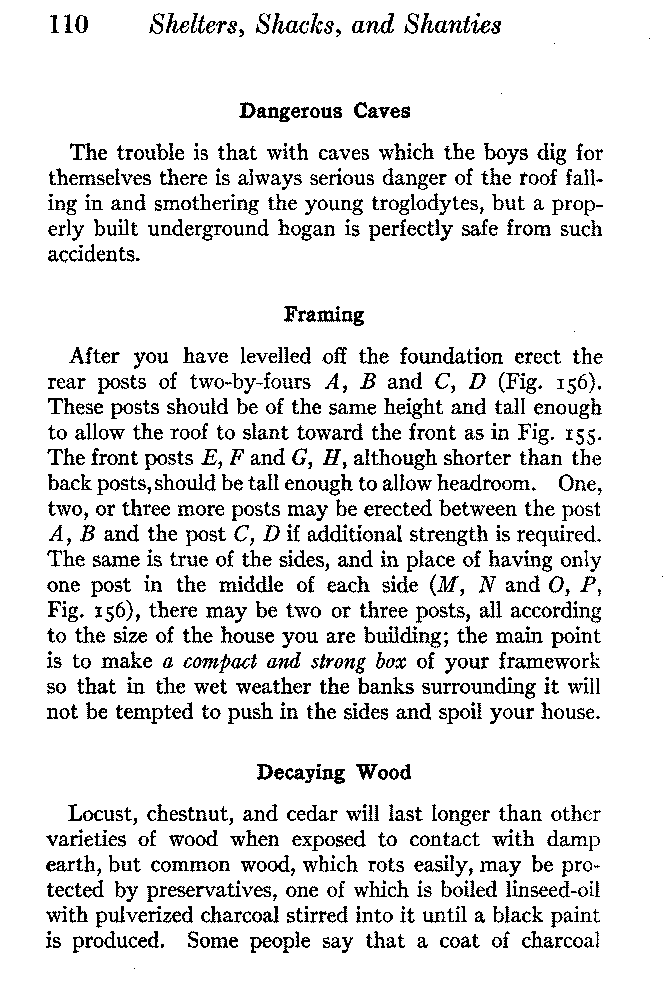 110 Shelters, Shacks, and Shanties
Dangerous Caves
The trouble is that with caves which the boys dig for
themselves there is always serious danger of the roof fall-
ing in and smothering the young troglodytes, but a prop-
erly built underground hogan is perfectly safe from such
accidents.
Framing
After you have levelled off the foundation erect the
rear posts of two-by-fours A, B and C, D (Fig. 156).
These posts should be of the same height and tall enough
to allow the roof to slant toward the front as in Fig. 155.
The front posts E, F and G, H, although shorter than the
back posts, should be tall enough to allow headroom. One,
two, or three more posts may be erected between the post
A, B and the post C, D if additional strength is required.
The same is true of the sides, and in place of having only
one post in the middle of each side (M, N and O, P,
Fig. 156), there may be two or three posts, all according
to the size of the house you are building; the main point
is to make a compact and strong box of your framework
so that in the wet weather the banks surrounding it will
not be tempted to push in the sides and spoil your house.
Decaying Wood
Locust, chestnut, and cedar will last longer than other
varieties of wood when exposed to contact with damp
earth, but common wood, which rots easily, may be pro-
tected by preservatives, one of which is boiled linseed-oil
with pulverized charcoal stirred into it until a black paint
is produced. Some people say that a coat of charcoal